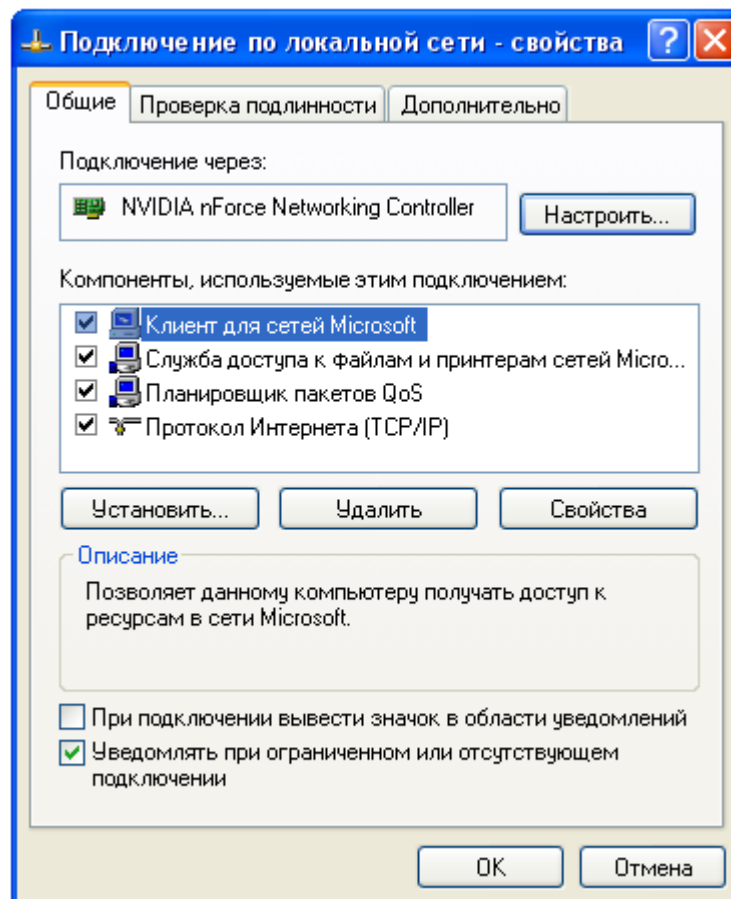 Подключение по локальной сети - свойства
Общие Проверка подлинности Дополнительно
Подключение через:
NVIDIA nForce Networking Controller Настроить...
Компоненты, используемые этим подключением:
Клиент для сетей Microsoft
Служба доступа к файлам и принтерам сетей Micro...
Планировщик пакетов QoS
Протокол Интернета (TCP/IP)
Установить... Удалить Свойства
Описание
Позволяет данному компьютеру получать доступ к
ресурсам в сети Microsoft.
При подключении вывести значок в области уведомлений
Уведомлять при ограниченном или отсутствующем
подключении
OK Отмена